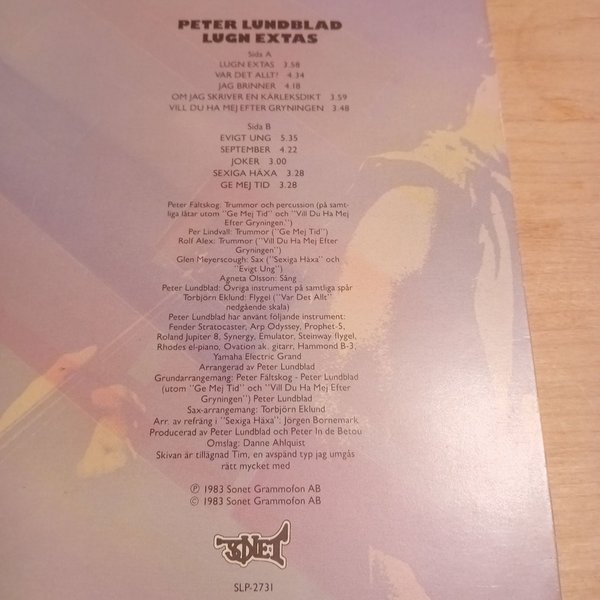 PETER LUNDBLAD
LUGN EXTAS
Sida A
LUGN EXTAS 3.58
VAR DET ALLT? 4.34
JAG BRINNER 4.18
OM JAG SKRIVER EN KÄRLEKSDIKT 3.59
VILL DU HA MEJ EFTER GRYNINGEN 3.48
Sida B
EVIGT UNG 5.35
SEPTEMBER 4.22
JOKER 3.00
SEXIGA HÄXA 3.28
GE MEJ TID 3.28
Peter Fältskog: Trummor och percussion (på samt-
liga låtar utom "Ge Mej Tid" och "Vill Du Ha Mej
Efter Gryningen.")
Per Lindvall: Trummor ("Ge Mej Tid")
Rolf Alex: Trummor ("Vill Du Ha Mej Efter
Gryningen")
Glen Meyerscough: Sax ("Sexiga Häxa" och
"Evigt Ung")
Agneta Olsson: Sång
Peter Lundblad: Övriga instrument på samtliga spår
Torbjörn Eklund: Flygel ("Var Det Allt"
nedgående skala)
Peter Lundblad har använt följande instrument:
Fender Stratocaster, Arp Odyssey, Prophet-5,
Roland Jupiter 8, Synergy, Emulator, Steinway flygel,
Rhodes el-piano, Ovation ak. gitarr, Hammond B-3,
Yamaha Electric Grand
Arrangerad av Peter Lundblad
Grundarrangemang: Peter Fältskog - Peter Lundblad
(utom "Ge Mej Tid" och "Vill Du Ha Mej Efter
Gryningen") Peter Lundblad
Sax-arrangemang: Torbjörn Eklund
Arr. av refräng i "Sexiga Häxa": Jörgen Bornemark
Producerad av Peter Lundblad och Peter In de Betou
Omslag: Danne Ahlquist
Skivan är tillägnad Tim, en avspänd typ jag umgås
rätt mycket med
℗ 1983 Sonet Grammofon AB
© 1983 Sonet Grammofon AB
SONET
SLP-2731